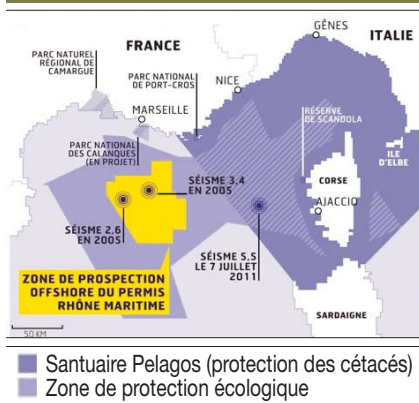 GÊNES
ITALIE
FRANCE
PARC NATUREL
RÉGIONAL DE
CAMARGUE
PARC NATIONAL
DE PORT-CROS
NICE
MARSEILLE
RÉSERVE
DE SCANDOLA
PARC NATIONAL
DES CALANQUES
(EN PROJET)
ILE
D'ELBE
SÉISME 3,4
EN 2005
CORSE
AJACCIO
SÉISME 2,6
EN 2005
SÉISME 5,5
LE 7 JUILLET
2011
ZONE DE PROSPECTION
OFFSHORE DU PERMIS
RHÔNE MARITIME
SARDAIGNE
50 KM
Santuaire Pelagos (protection des cétacés)
Zone de protection écologique